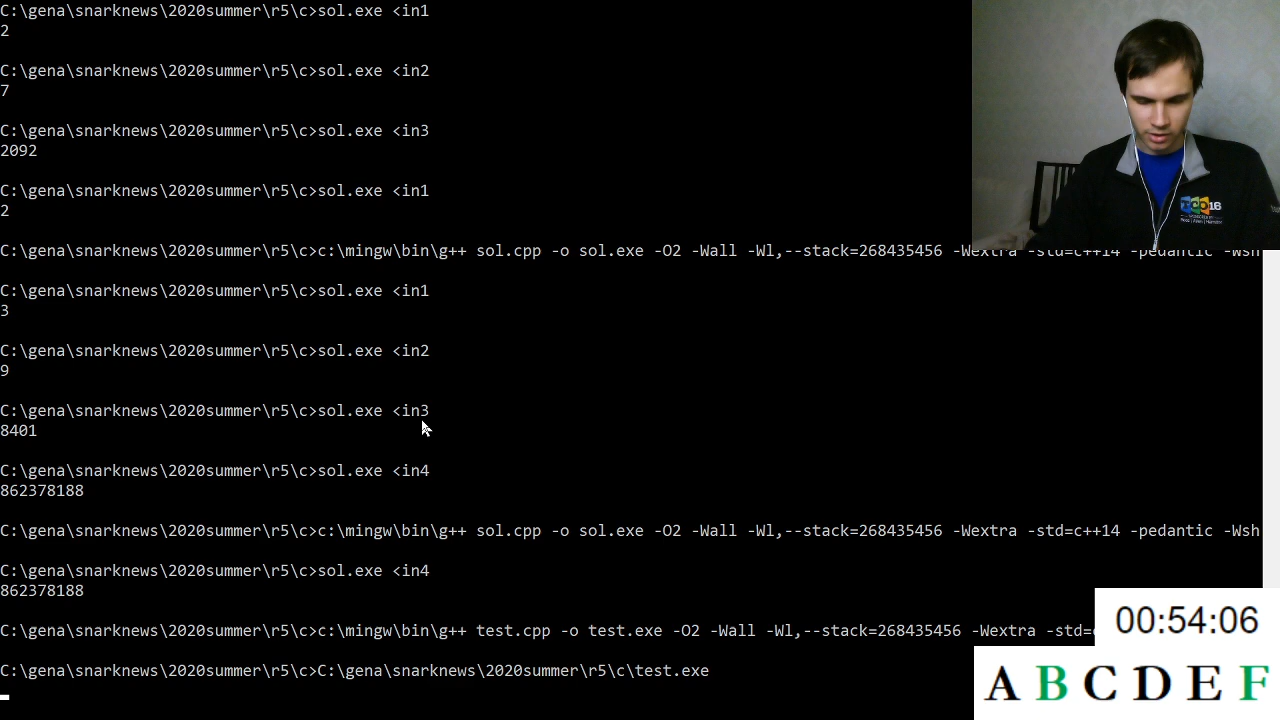 C:\gena\snarknews\2020summer\r5\c>sol.exe <in1
2
C:\gena\snarknews\2020summer\r5\c>sol.exe <in2
7
C:\gena\snarknews\2020summer\r5\c>sol.exe <in3
2092
C:\gena\snarknews\2020summer\r5\c>sol.exe <in1
2
C:\gena\snarknews\2020summer\r5\c>c:\mingw\bin\g++ sol.cpp -o sol.exe -O2 -Wall -Wl,--stack=268435456 -Wextra -std=c++14 -pedantic -Wsh
C:\gena\snarknews\2020summer\r5\c>sol.exe <in1
3
C:\gena\snarknews\2020summer\r5\c>sol.exe <in2
9
C:\gena\snarknews\2020summer\r5\c>sol.exe <in3
8401
C:\gena\snarknews\2020summer\r5\c>sol.exe <in4
862378188
C:\gena\snarknews\2020summer\r5\c>c:\mingw\bin\g++ sol.cpp -o sol.exe -O2 -Wall -Wl,--stack=268435456 -Wextra -std=c++14 -pedantic -Wsh
C:\gena\snarknews\2020summer\r5\c>sol.exe <in4
862378188
C:\gena\snarknews\2020summer\r5\c>c:\mingw\bin\g++ test.cpp -o test.exe -O2 -Wall -Wl,--stack=268435456 -Wextra -std=
C:\gena\snarknews\2020summer\r5\c>C:\gena\snarknews\2020summer\r5\c\test.exe
00:54:06
A B C D E F